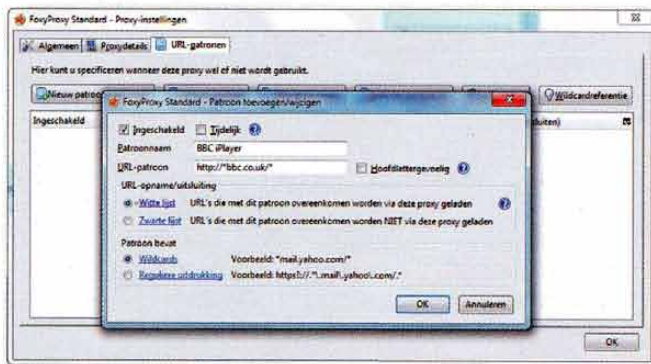 FoxyProxy Standard - Proxy-instellingen
Algemeen Proxydetails URL-patronen
Hier kunt u specificeren wanneer deze proxy wel of niet wordt gebruikt.
Nieuw patroo Wildcardreferentie
Ingeschakeld sluiten)
FoxyProxy Standard - Patroon toevoegen/wijzigen
Ingeschakeld Tijdelijk
Patroonnaam BBC iPlayer
URL-patroon http://*bbc.co.uk/* Hoofdlettergevoelig
URL-opname/uitsluiting
Witte lijst URL's die met dit patroon overeenkomen worden via deze proxy geladen
Zwarte lijst URL's die met dit patroon overeenkomen worden NIET via deze proxy geladen
Patroon bevat
Wildcards Voorbeeld: *mail.yahoo.com/*
Reguliere uitdrukking Voorbeeld: https?://.*\.mail\.yahoo\.com/.*
OK Annuleren
OK